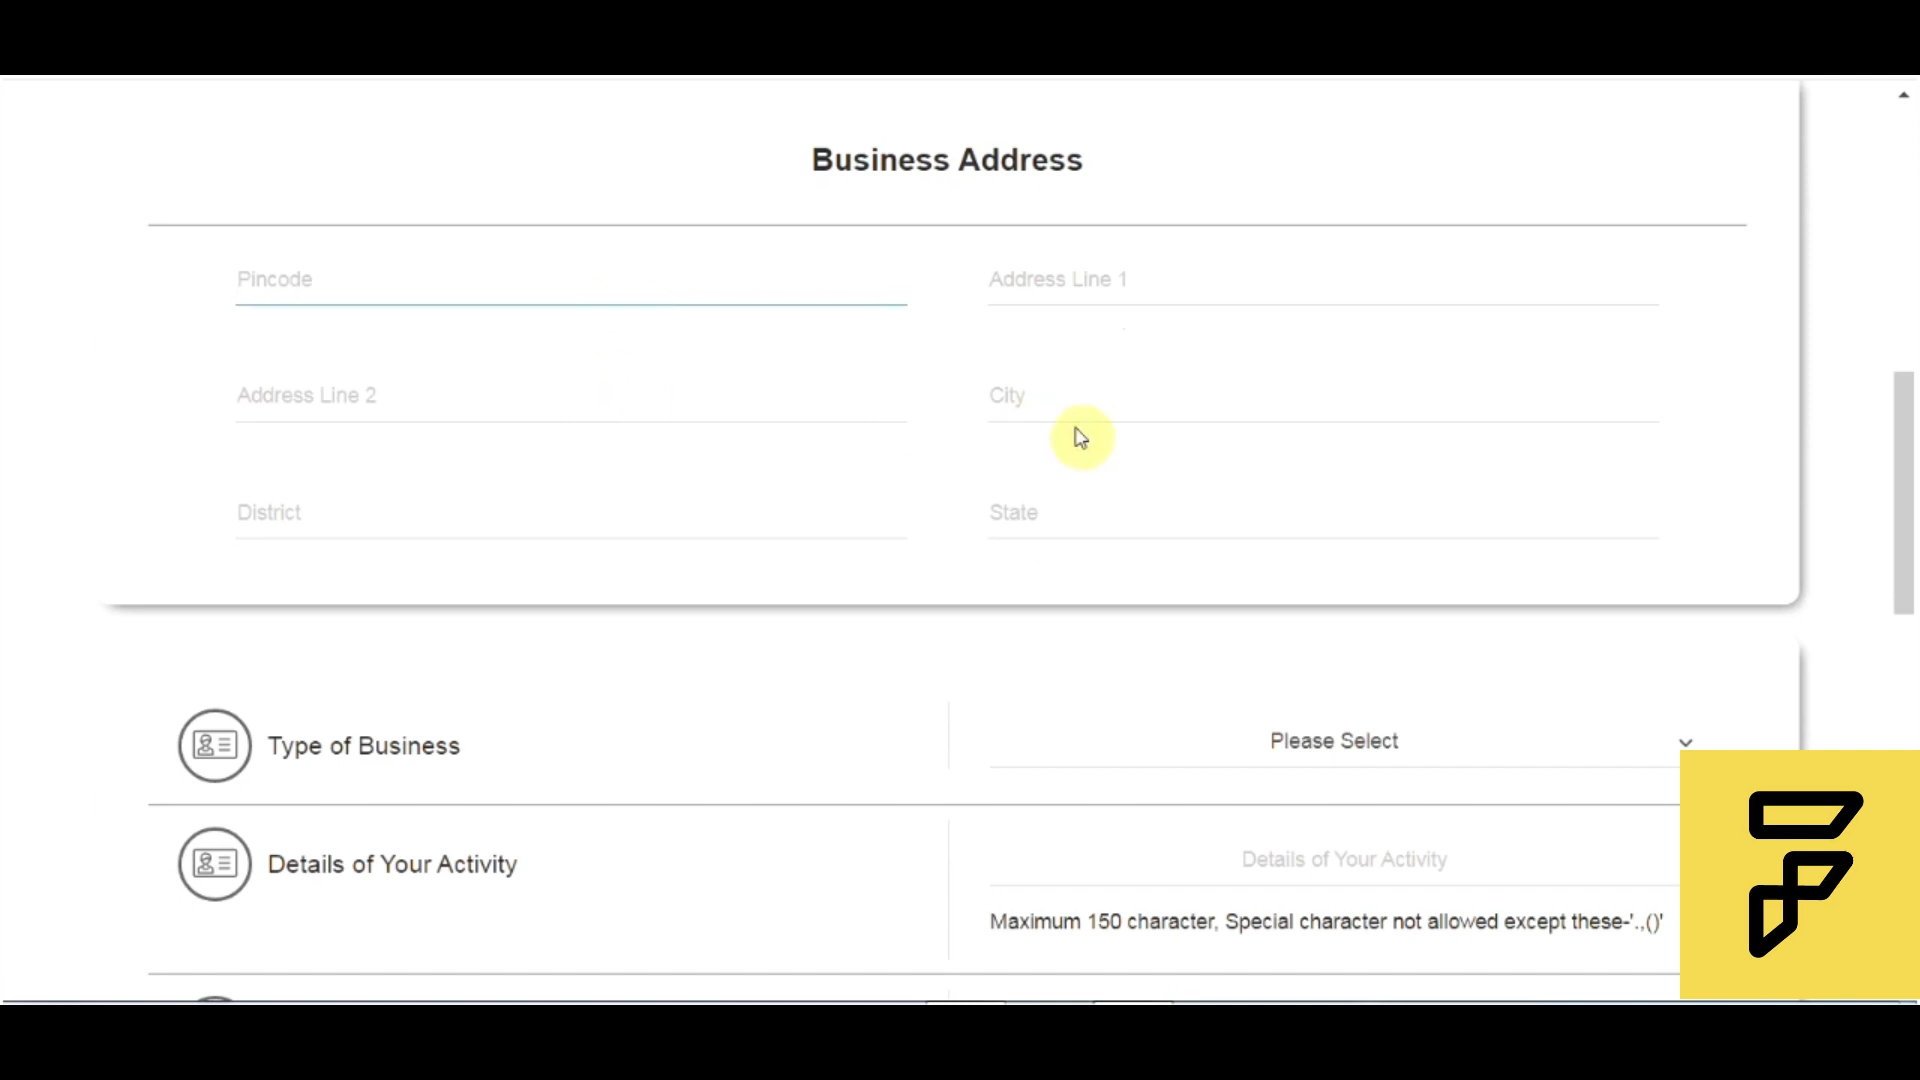 Business Address
Pincode
Address Line 1
Address Line 2
City
District
State
Type of Business
Please Select
Details of Your Activity
Details of Your Activity
Maximum 150 character, Special character not allowed except these-'.,()'